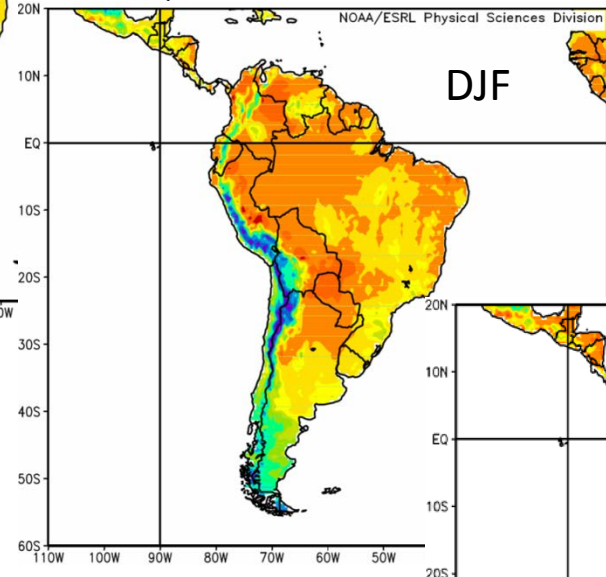 20N
NOAA/ESRL Physical Sciences Division
DJF
10N
EQ
10S
20S
30S
40S
50S
60S
110W 100W 90W 80W 70W 60W 50W
0W
20N
10N
EQ
10S
20S